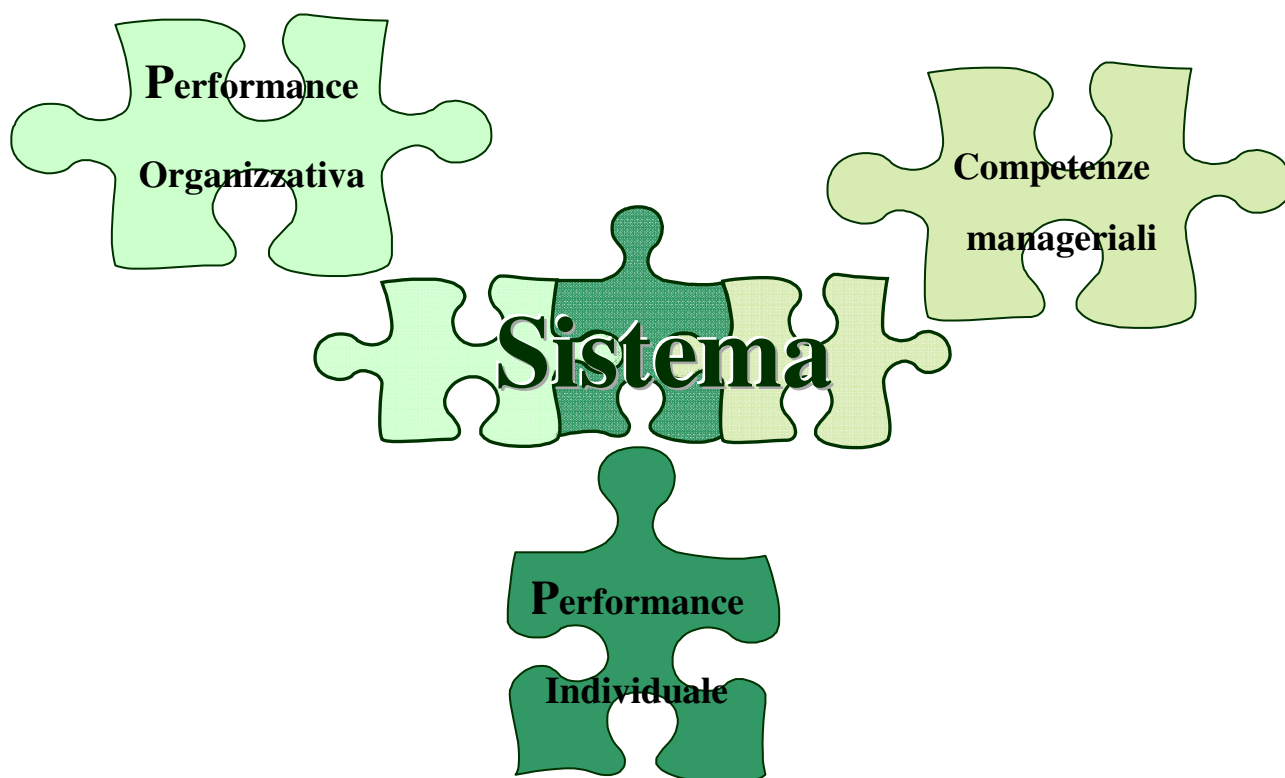 Performance
Organizzativa
Competenze
manageriali
Sistema
Performance
Individuale